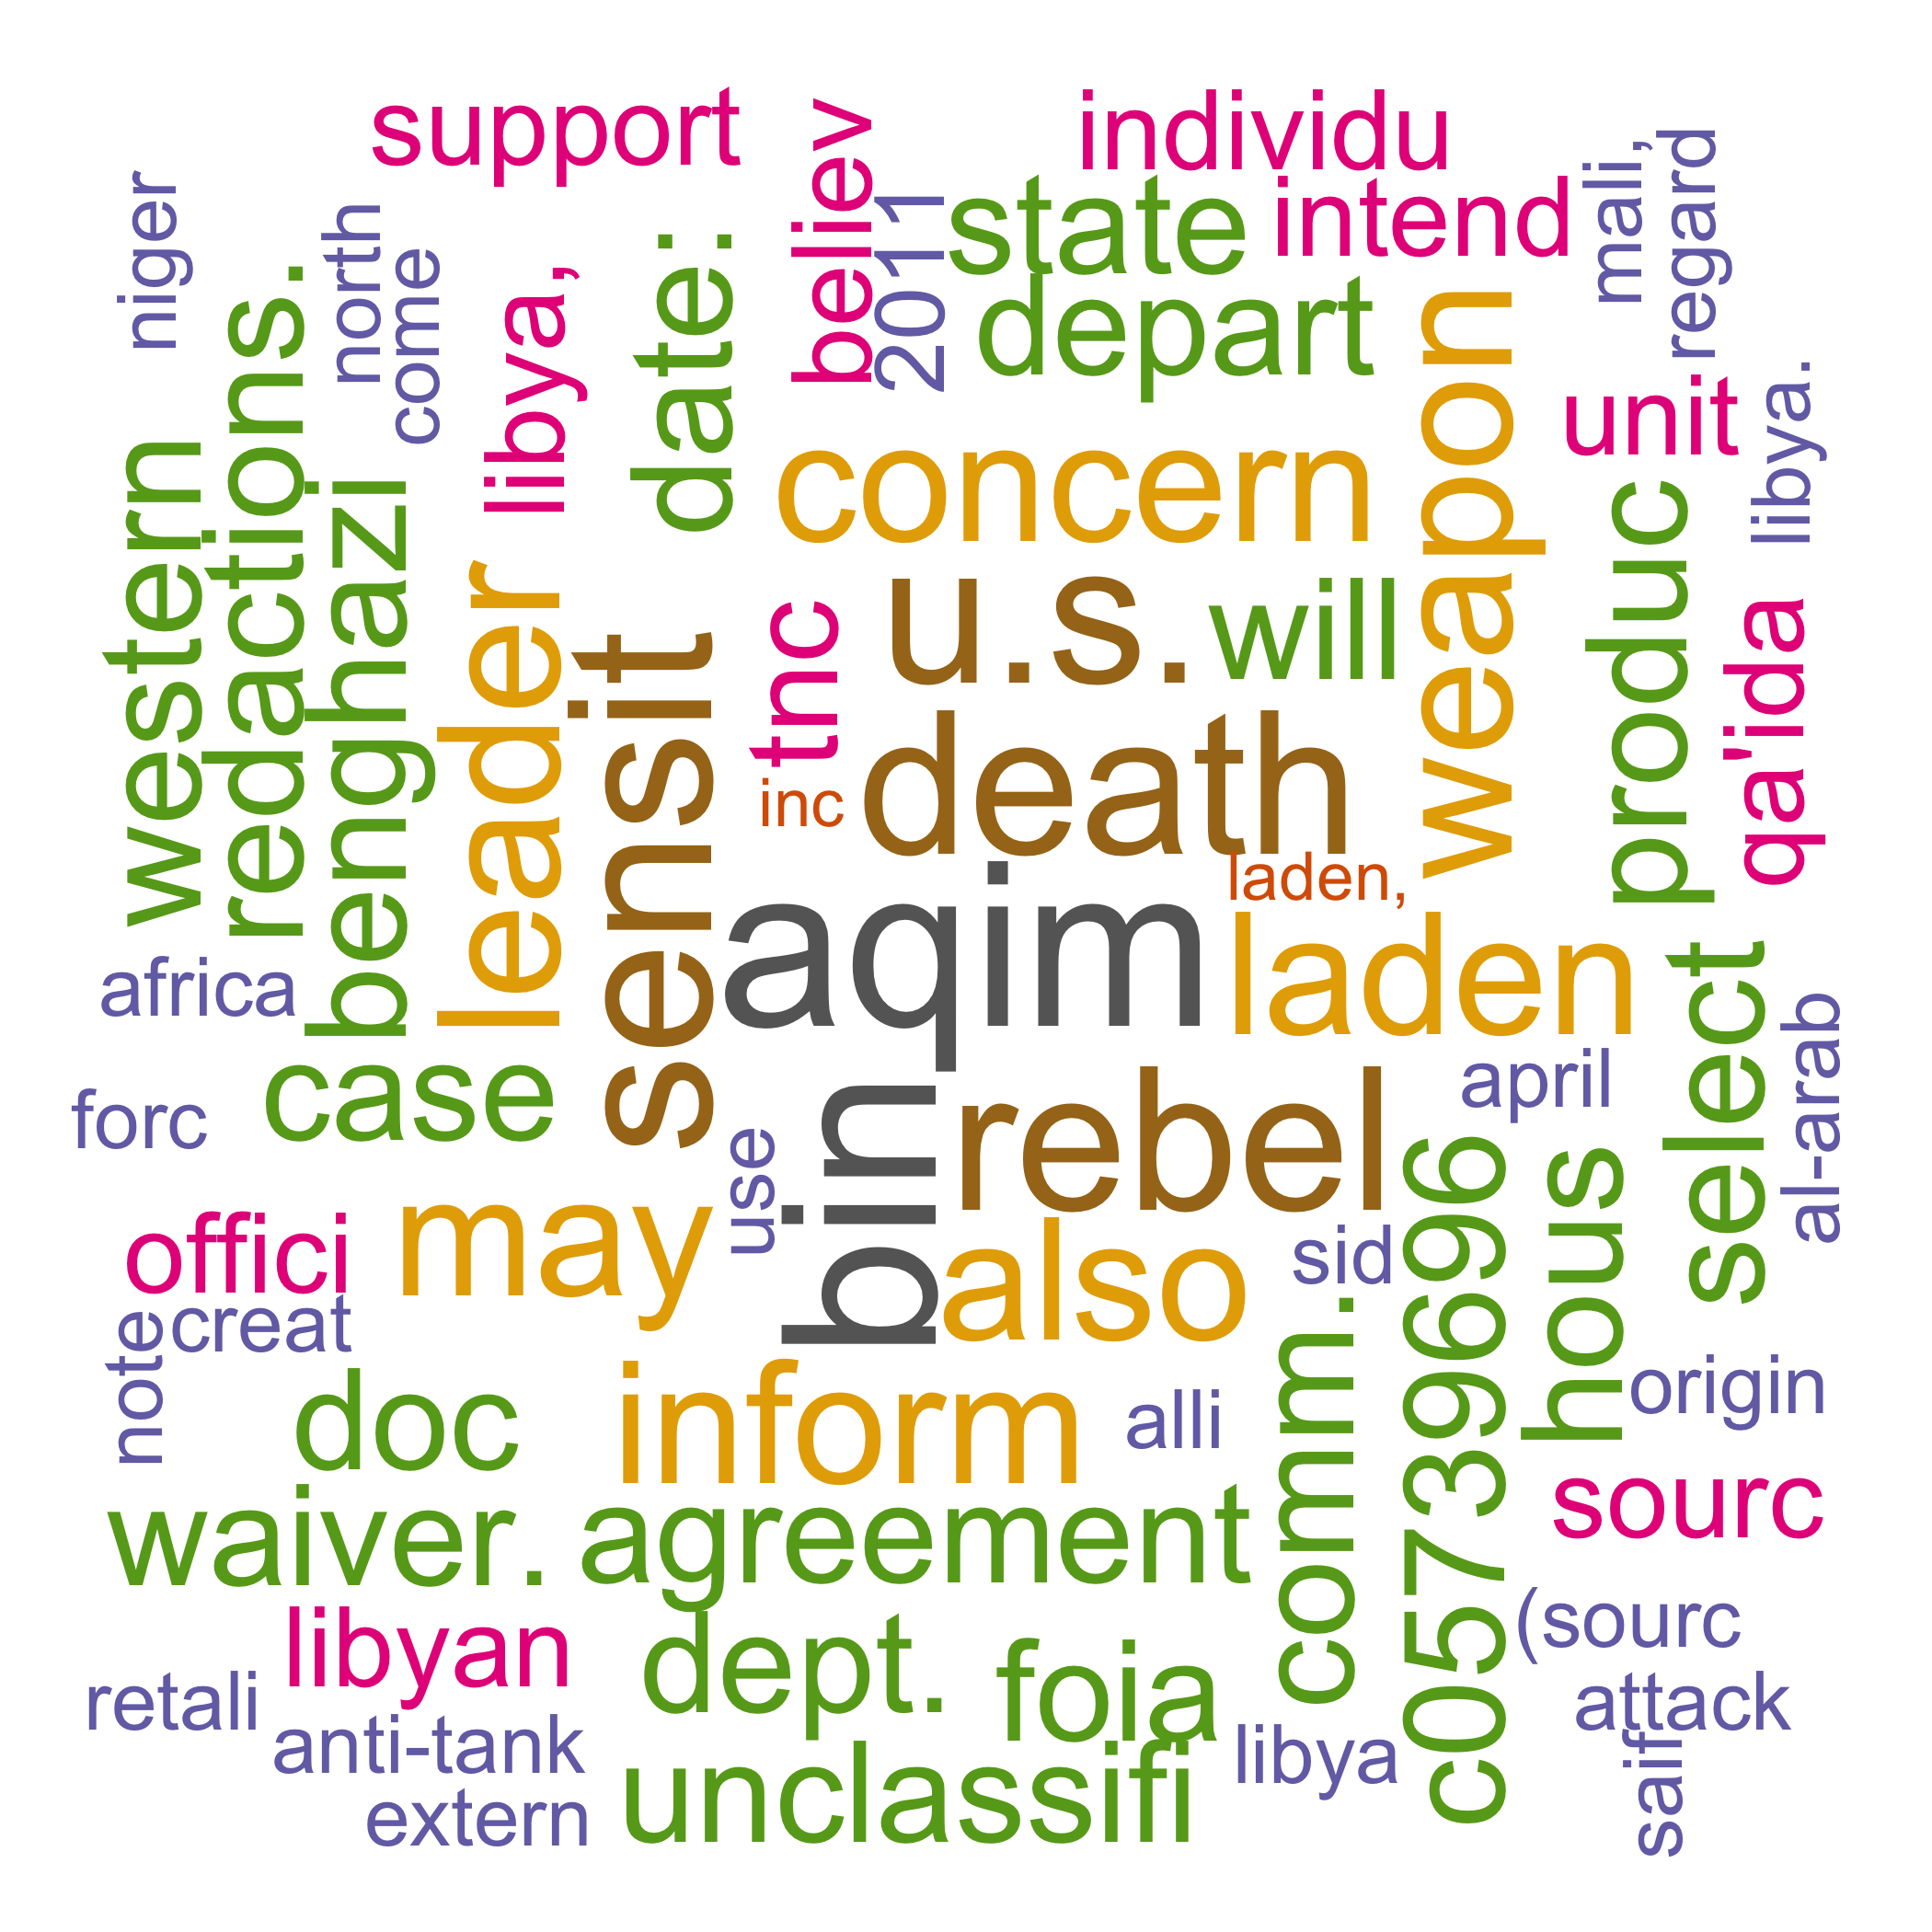 support
individu
believ
state
intend
mali,
regard
niger
north
come
libya,
date:
2011
depart
weapon
unit
libya.
western
redactions.
benghazi
concern
produc
leader
sensit
tnc
u.s.
will
qa'ida
inc
death
laden,
africa
aqim
laden
select
al-arab
forc
case
use
bin
rebel
april
c05739696
hous
offici
may
also
sid
note
creat
comm.
origin
doc
inform
alli
waiver.
agreement
sourc
libyan
dept.
foia
(sourc
retali
anti-tank
libya
attack
saif
extern
unclassifi